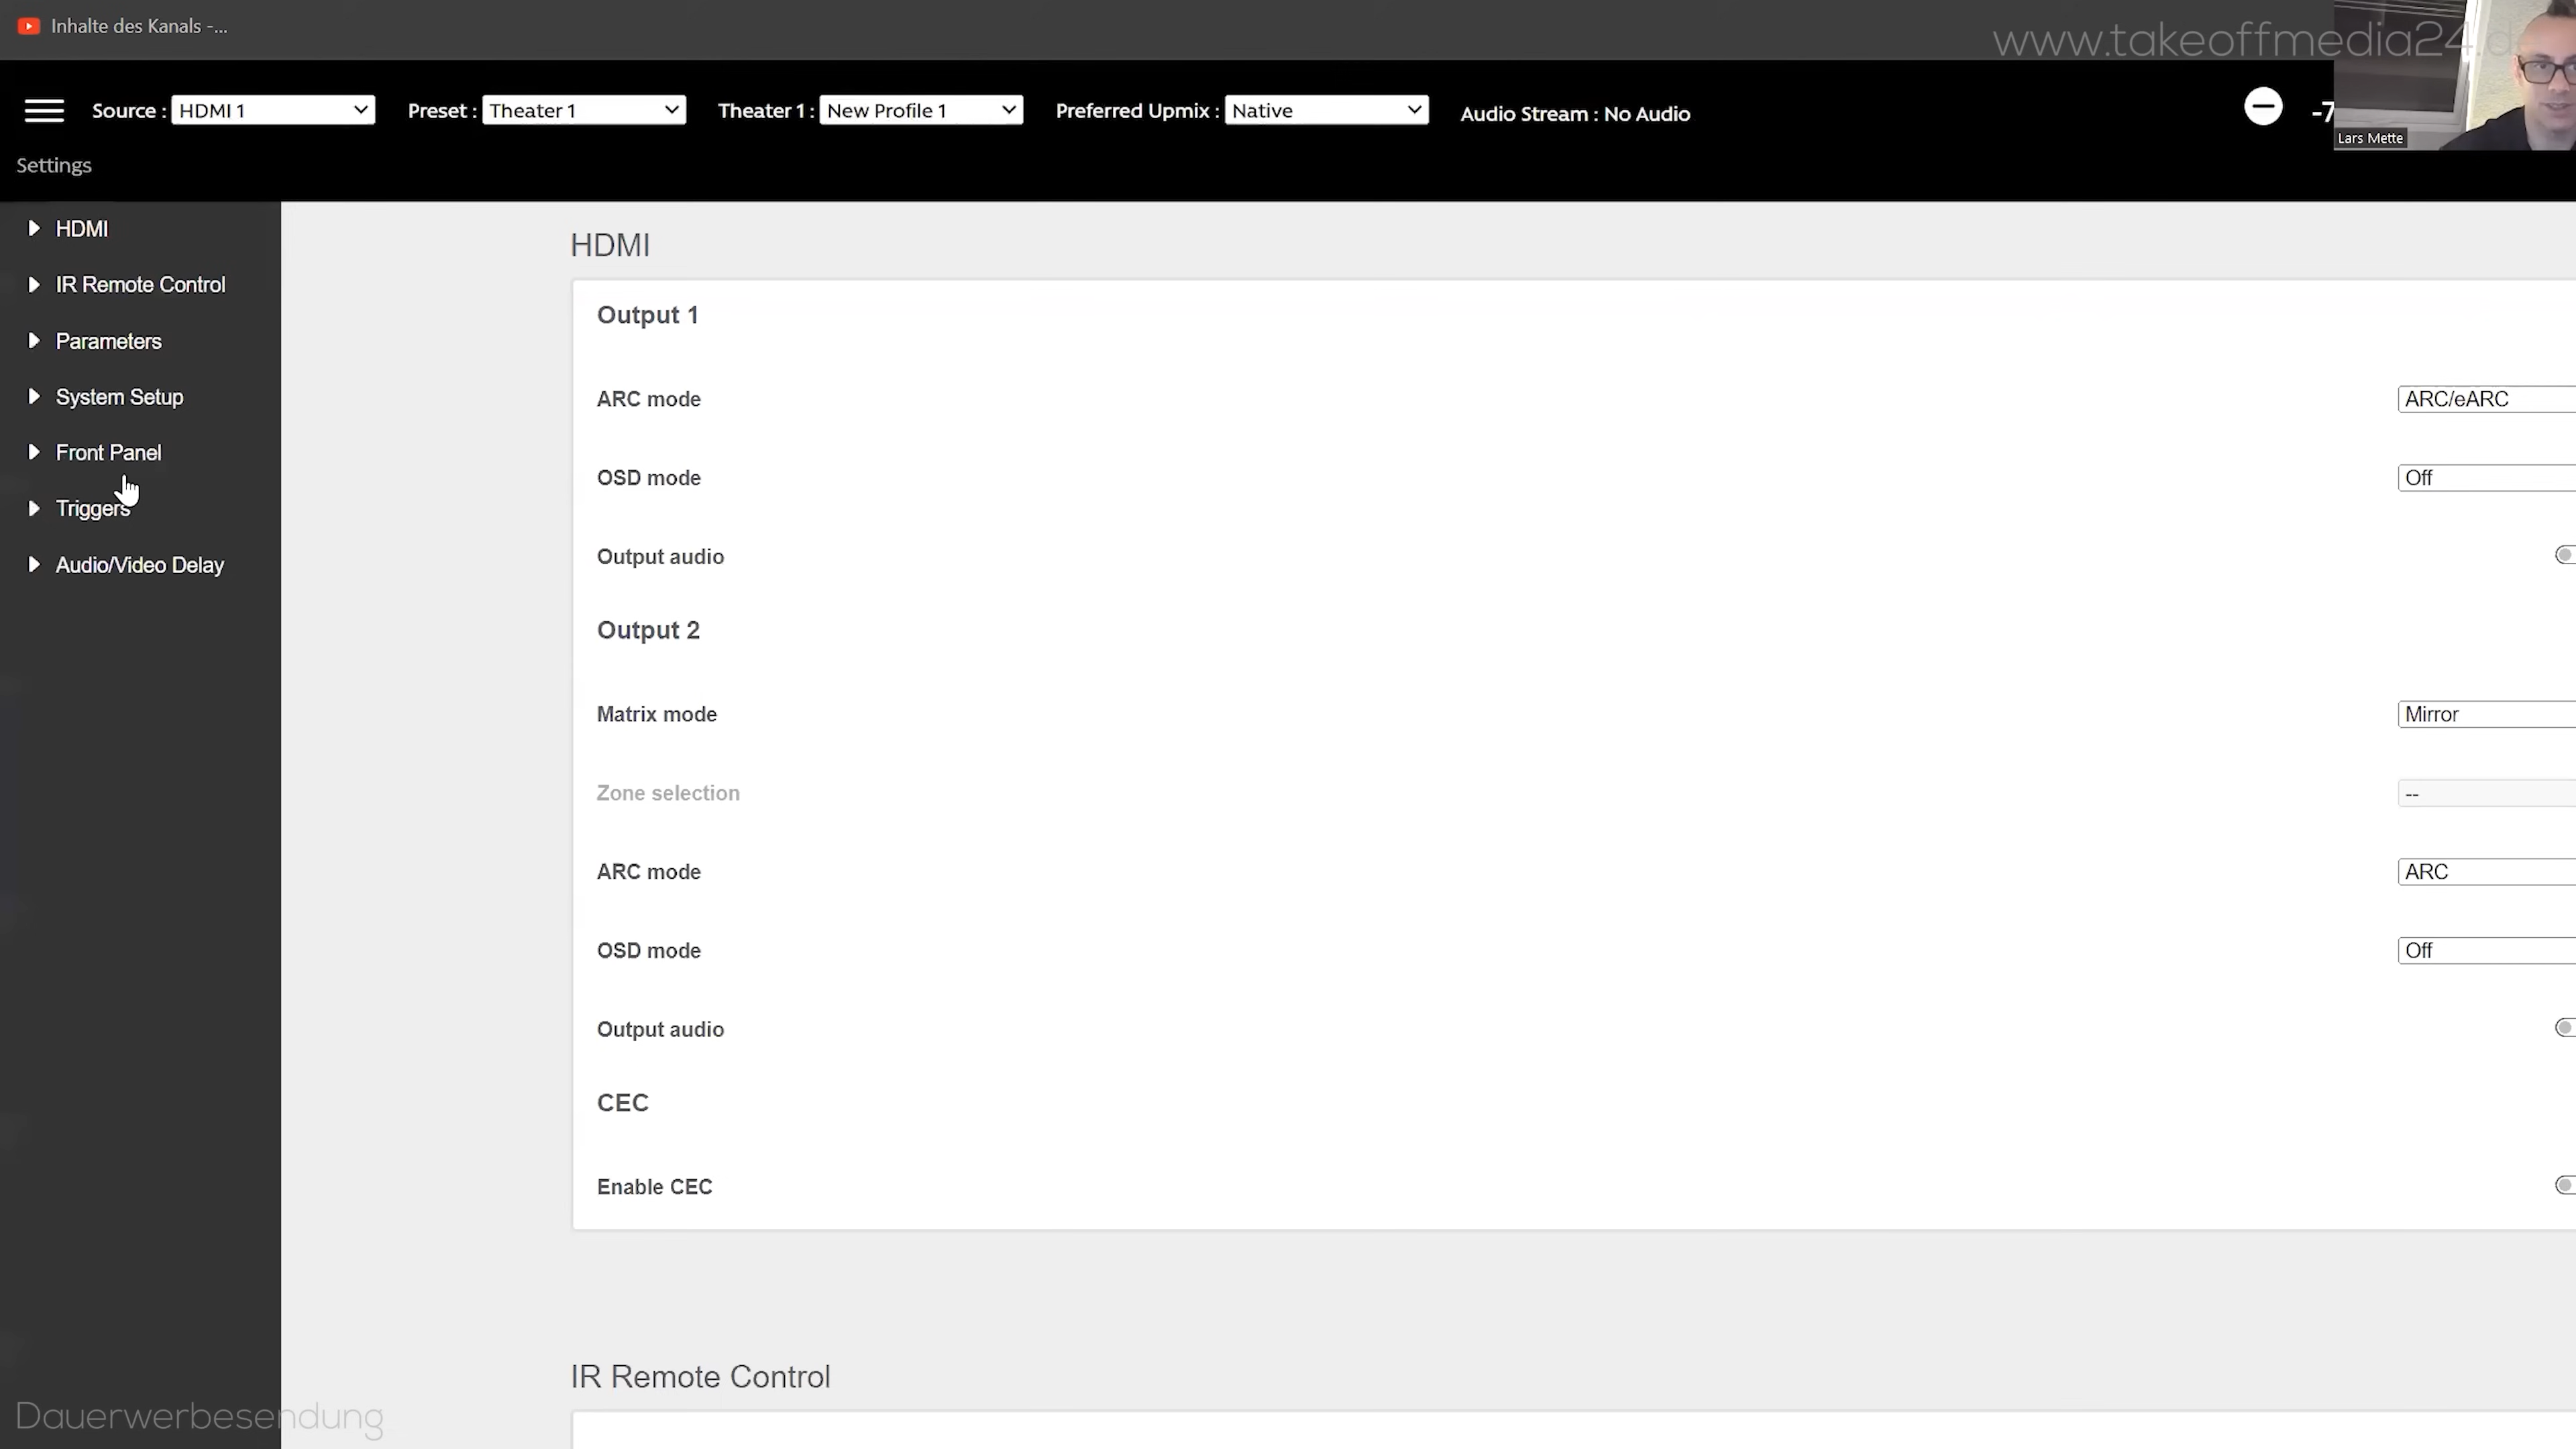 Inhalte des Kanals -...
www.takeoffmedia24.d
Source : HDMI 1 Preset : Theater 1 Theater 1 : New Profile 1 Preferred Upmix : Native Audio Stream : No Audio -7
Lars Mette
Settings
HDMI
IR Remote Control
Parameters
System Setup
Front Panel
Triggers
Audio/Video Delay
HDMI
Output 1
ARC mode ARC/eARC
OSD mode Off
Output audio
Output 2
Matrix mode Mirror
Zone selection --
ARC mode ARC
OSD mode Off
Output audio
CEC
Enable CEC
IR Remote Control
Dauerwerbesendung